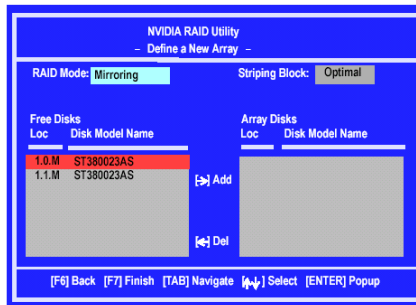 NVIDIA RAID Utility
– Define a New Array –
RAID Mode: Mirroring Striping Block: Optimal
Free Disks Array Disks
Loc Disk Model Name Loc Disk Model Name
1.0.M ST380023AS
1.1.M ST380023AS
[→] Add
[←] Del
[F6] Back [F7] Finish [TAB] Navigate [↑↓] Select [ENTER] Popup